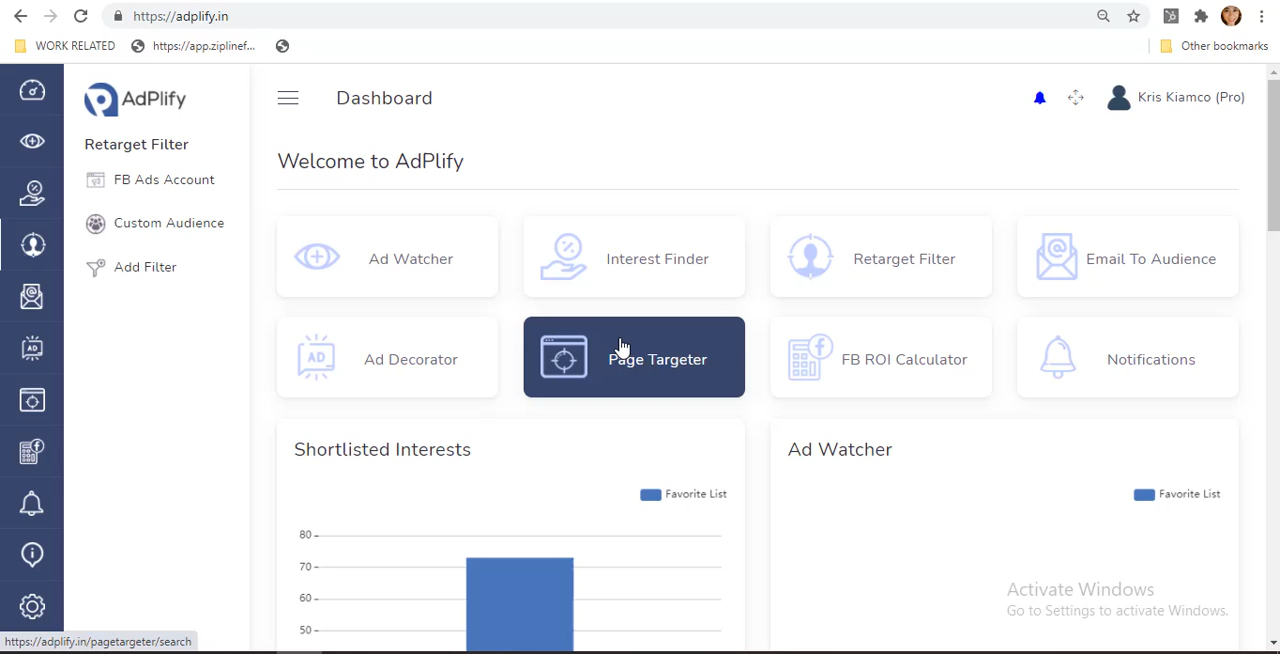 https://adplify.in
WORK RELATED
https://app.ziplinef...
Other bookmarks
AdPlify
Retarget Filter
FB Ads Account
Custom Audience
Add Filter
Dashboard
Kris Kiamco (Pro)
Welcome to AdPlify
Ad Watcher
Interest Finder
Retarget Filter
Email To Audience
AD
Ad Decorator
Page Targeter
FB ROI Calculator
Notifications
Shortlisted Interests
Favorite List
80
70
60
50
Ad Watcher
Favorite List
Activate Windows
Go to Settings to activate Windows.
AD
https://adplify.in/pagetargeter/search